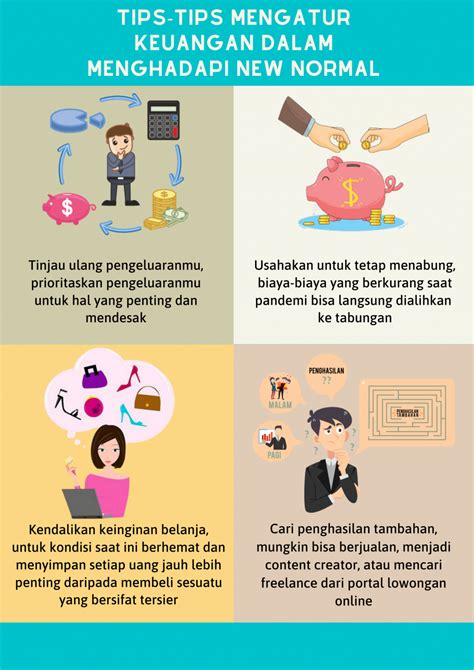 TIPS-TIPS MENGATUR
KEUANGAN DALAM
MENGHADAPI NEW NORMAL
Tinjau ulang pengeluaranmu,
prioritaskan pengeluaranmu
untuk hal yang penting dan
mendesak
Usahakan untuk tetap menabung,
biaya-biaya yang berkurang saat
pandemi bisa langsung dialihkan
ke tabungan
Kendalikan keinginan belanja,
untuk kondisi saat ini berhemat dan
menyimpan setiap uang jauh lebih
penting daripada membeli sesuatu
yang bersifat tersier
PENGHASILAN
??
MALAM
??
PAGI
PENGHASILAN
TAMBAHAN
Cari penghasilan tambahan,
mungkin bisa berjualan, menjadi
content creator, atau mencari
freelance dari portal lowongan
online